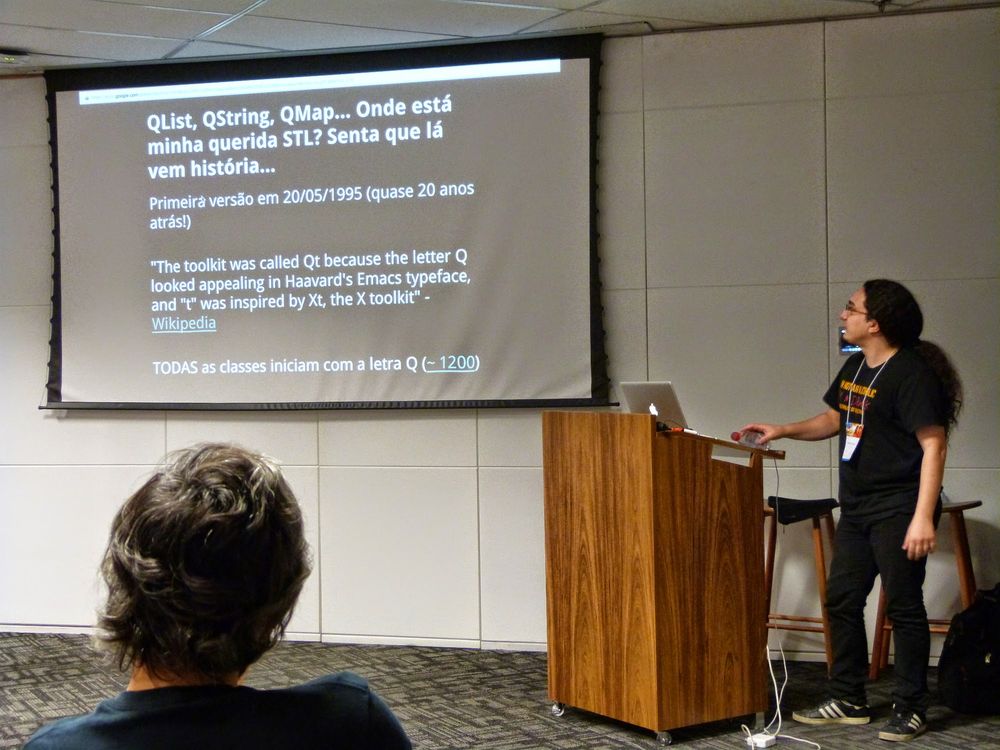 QList, QString, QMap... Onde está
minha querida STL? Senta que lá
vem história...
Primeira versão em 20/05/1995 (quase 20 anos
atrás!)
"The toolkit was called Qt because the letter Q
looked appealing in Haavard's Emacs typeface,
and "t" was inspired by Xt, the X toolkit" -
Wikipedia
TODAS as classes iniciam com a letra Q (~ 1200)